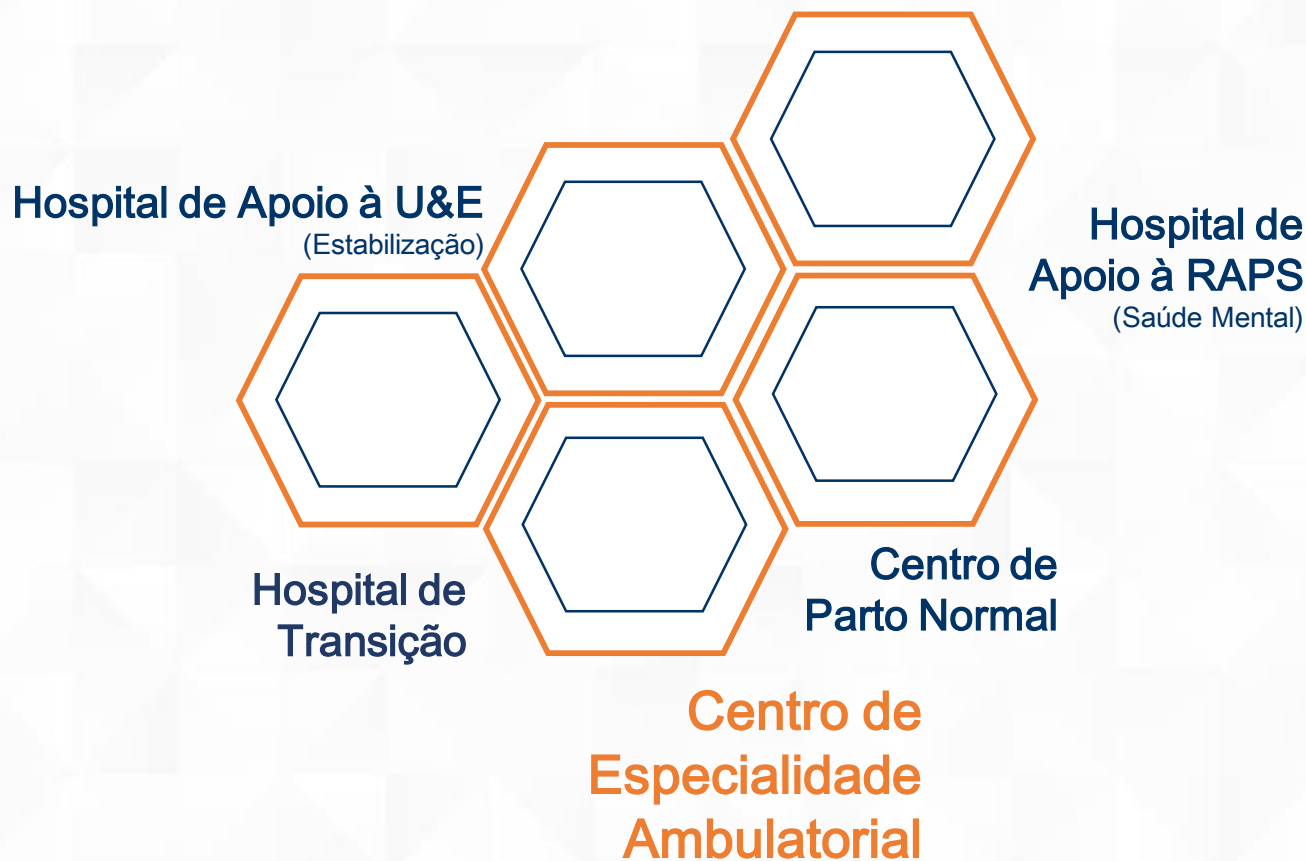 Hospital de Apoio à U&E
(Estabilização)
Hospital de
Apoio à RAPS
(Saúde Mental)
Hospital de
Transição
Centro de
Parto Normal
Centro de
Especialidade
Ambulatorial